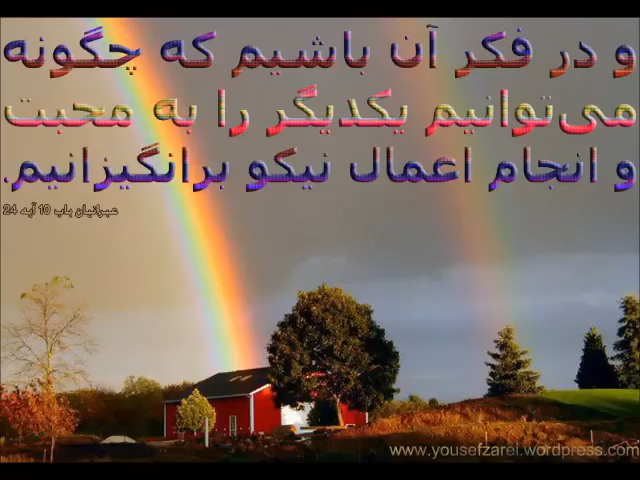 و در فکر آن باشیم که چگونه
می‌توانیم یکدیگر را به محبت
و انجام اعمال نیکو برانگیزانیم.
عبرانیان باب 10 آیه 24
www.yousefzarei.wordpress.com